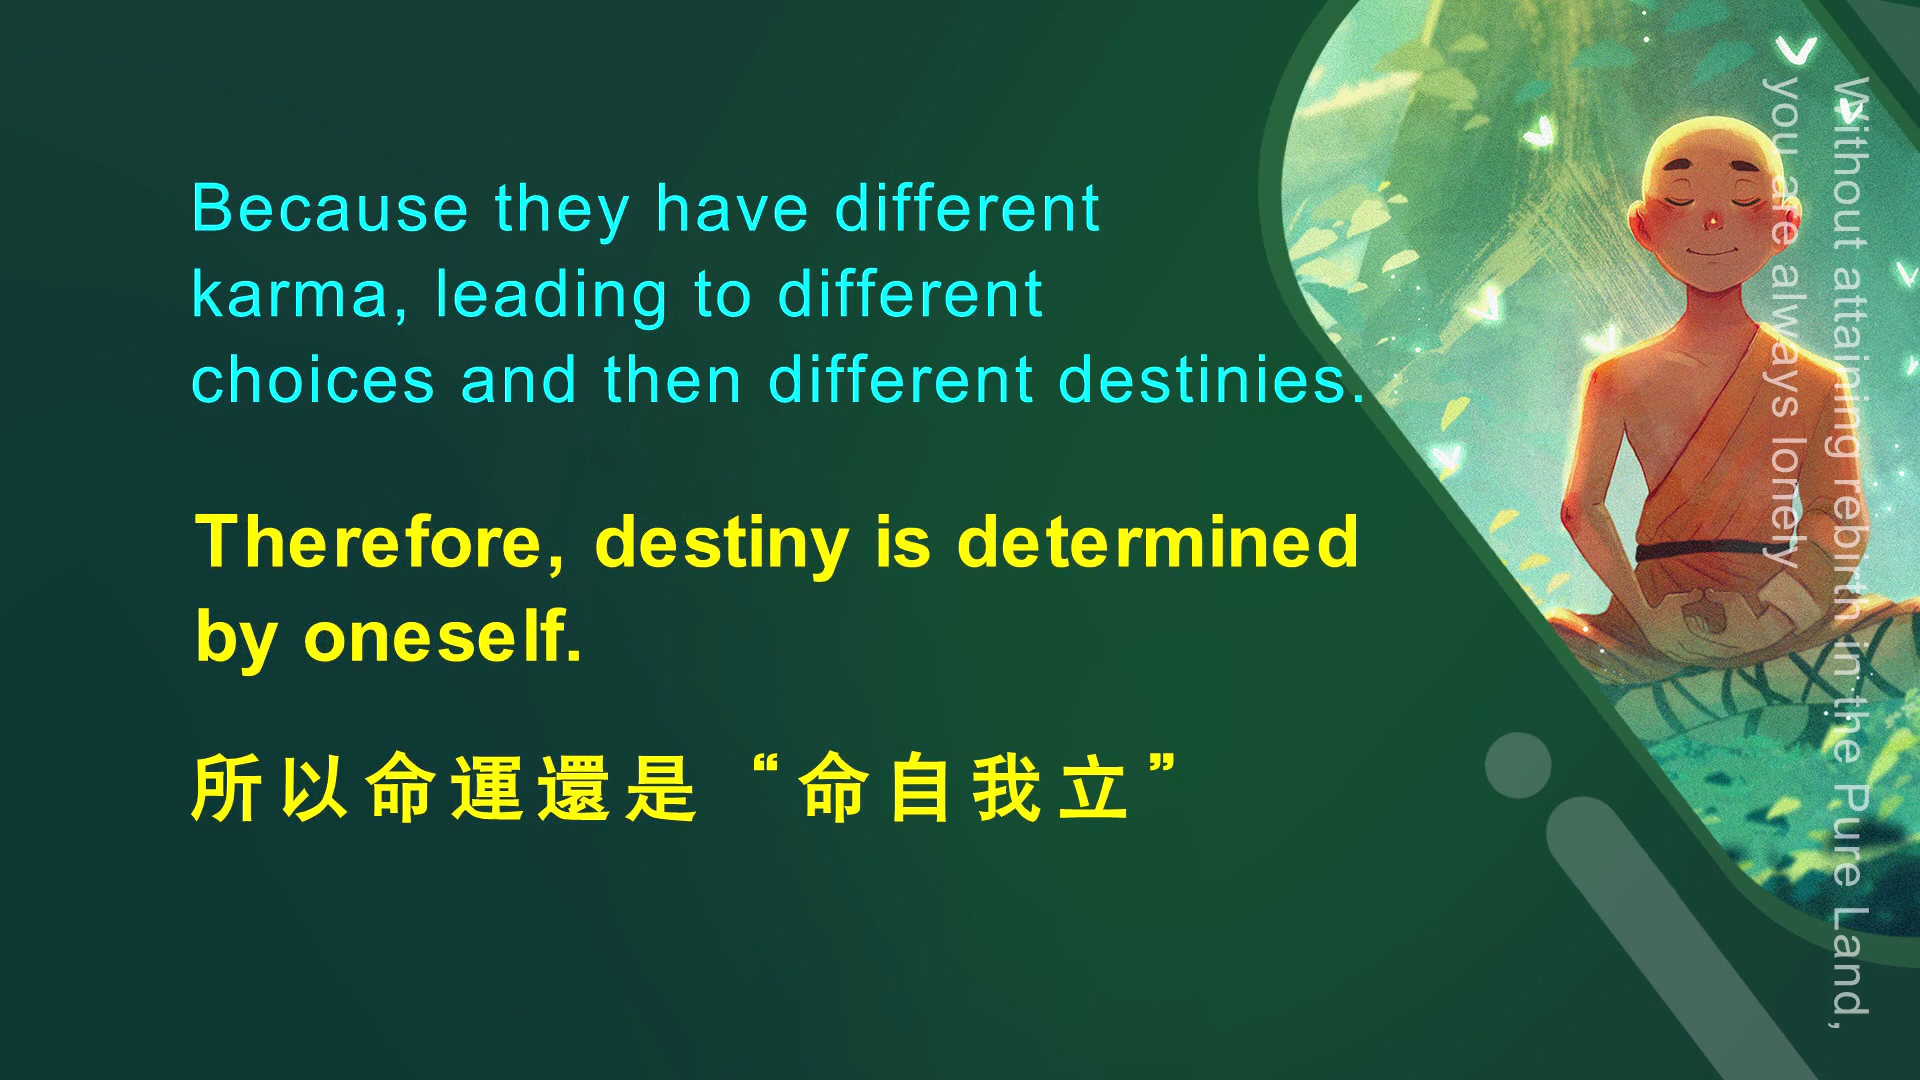 Because they have different
karma, leading to different
choices and then different destinies.
Therefore, destiny is determined
by oneself.
所以命運還是“命自我立”
Without attaining rebirth in the Pure Land,
you are always lonely